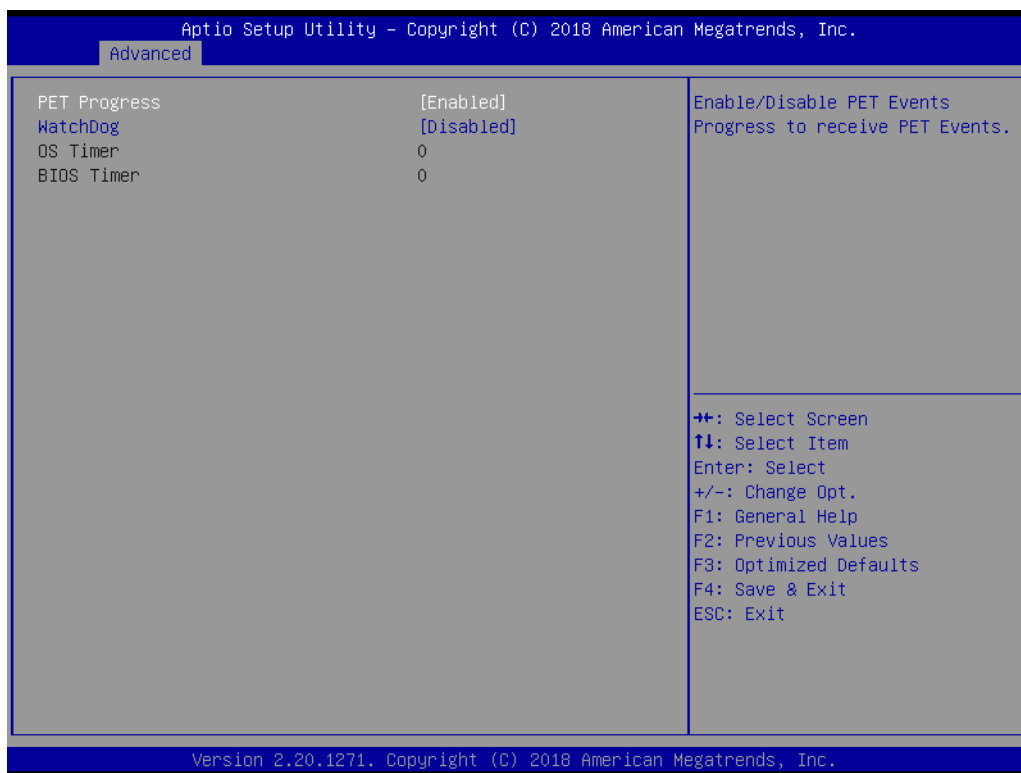 Aptio Setup Utility – Copyright (C) 2018 American Megatrends, Inc.
Advanced
PET Progress [Enabled]
WatchDog [Disabled]
OS Timer 0
BIOS Timer 0
Enable/Disable PET Events
Progress to receive PET Events.
→←: Select Screen
↑↓: Select Item
Enter: Select
+/-: Change Opt.
F1: General Help
F2: Previous Values
F3: Optimized Defaults
F4: Save & Exit
ESC: Exit
Version 2.20.1271. Copyright (C) 2018 American Megatrends, Inc.